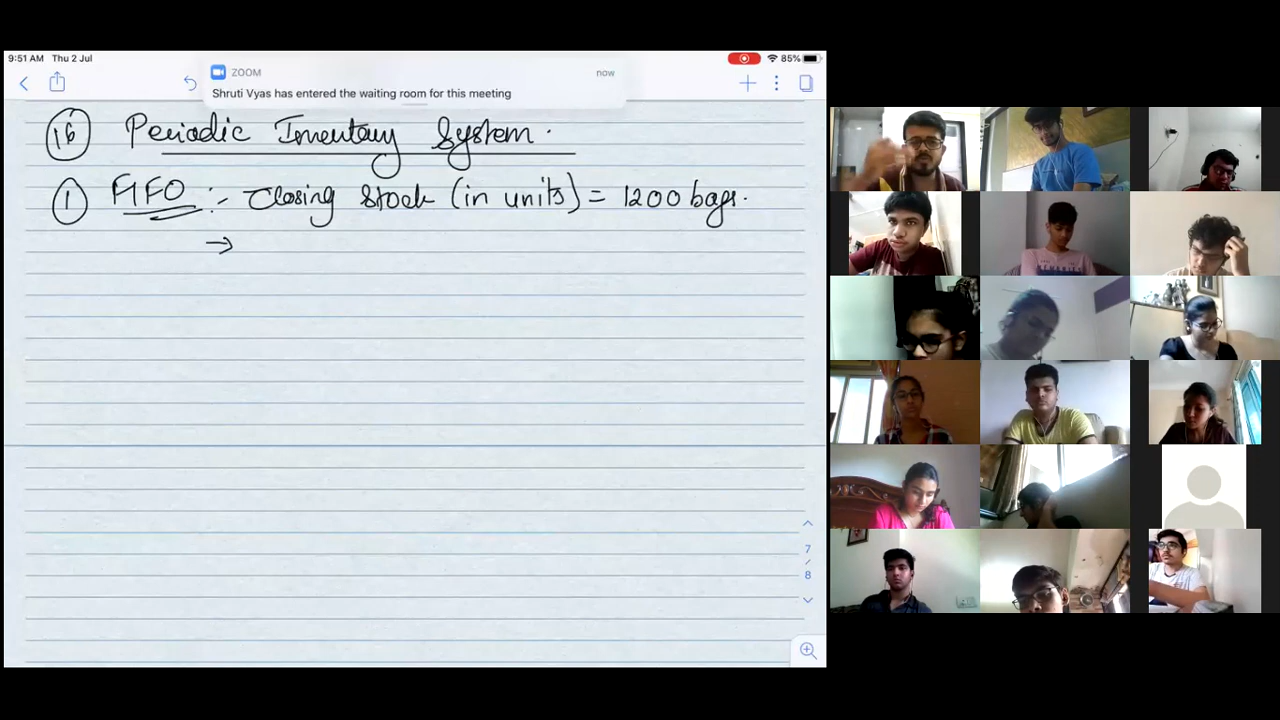 9:51 AM Thu 2 Jul
85%
ZOOM
now
Shruti Vyas has entered the waiting room for this meeting
16 Periodic Inventory System.
1 FIFO :- Closing Stock (in units) = 1200 bags.
→
7
/
8